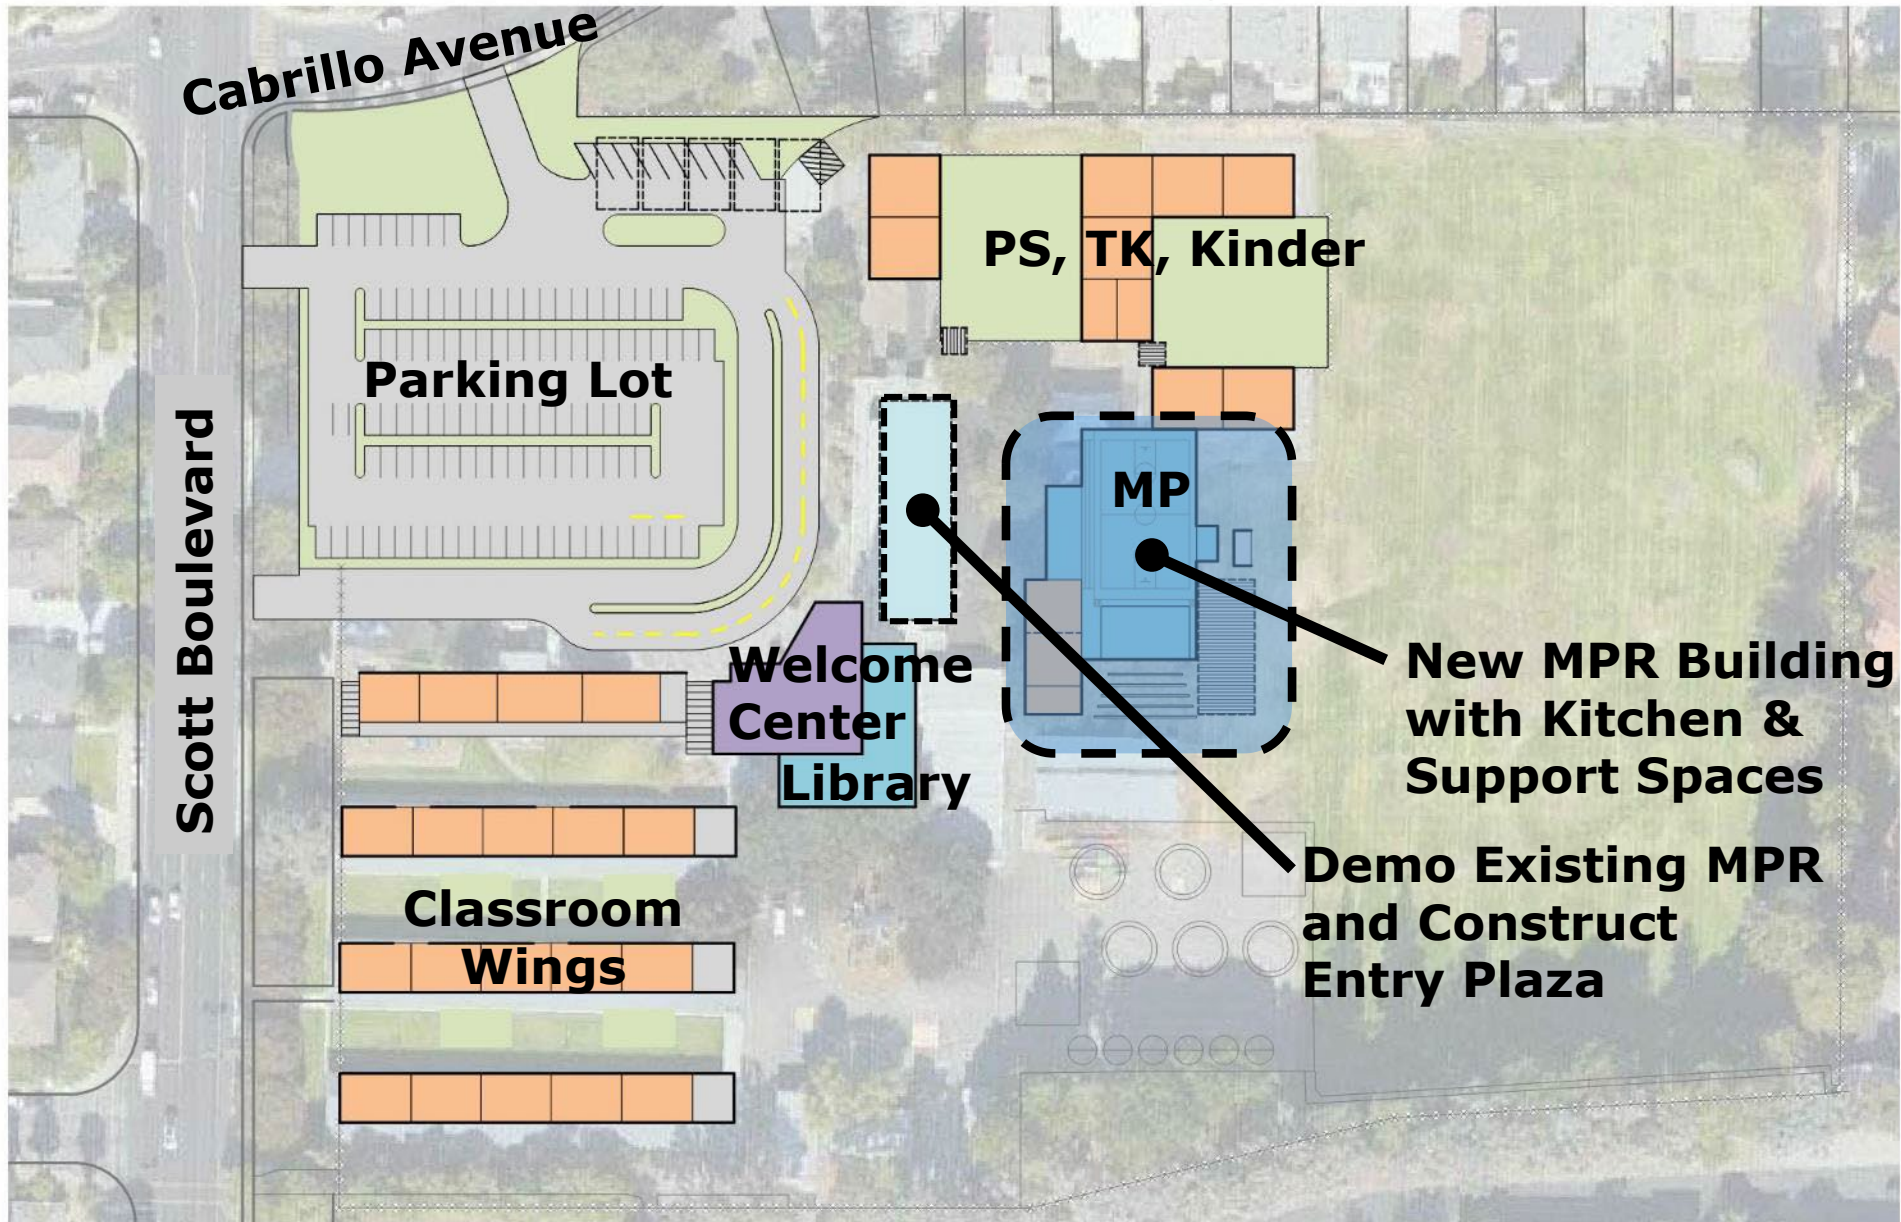 Cabrillo Avenue
PS, TK, Kinder
Parking Lot
Scott Boulevard
MP
Welcome
Center
Library
New MPR Building
with Kitchen &
Support Spaces
Demo Existing MPR
and Construct
Entry Plaza
Classroom
Wings